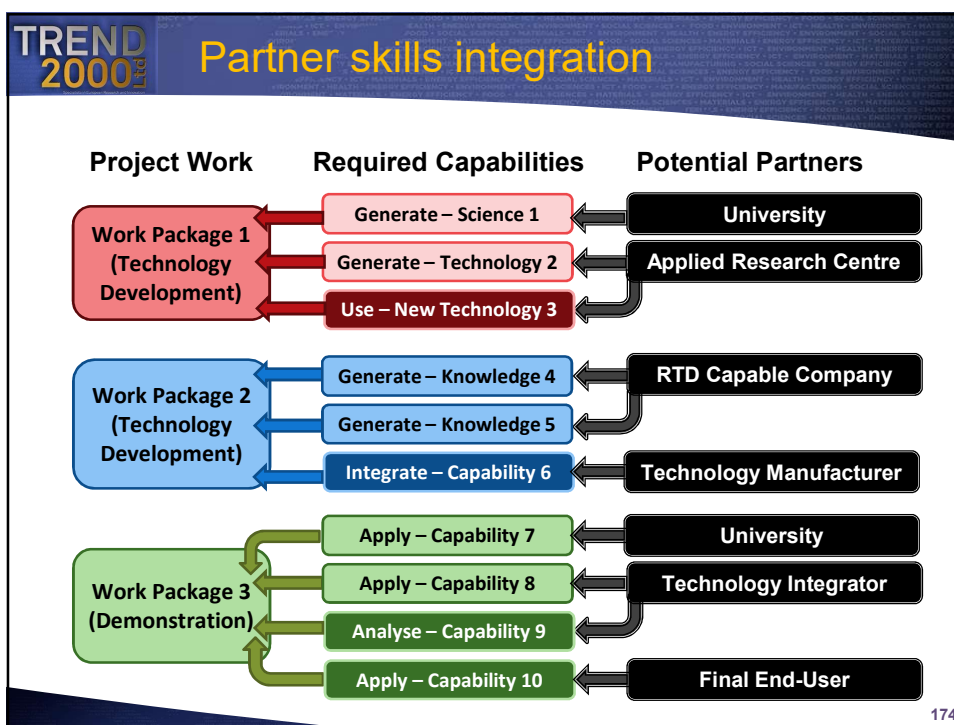 TREND
2000 Ltd
Partner skills integration
Project Work
Required Capabilities
Potential Partners
Work Package 1
(Technology
Development)
Generate – Science 1
Generate – Technology 2
Use – New Technology 3
University
Applied Research Centre
Work Package 2
(Technology
Development)
Generate – Knowledge 4
Generate – Knowledge 5
Integrate – Capability 6
RTD Capable Company
Technology Manufacturer
Work Package 3
(Demonstration)
Apply – Capability 7
Apply – Capability 8
Analyse – Capability 9
Apply – Capability 10
University
Technology Integrator
Final End-User
174